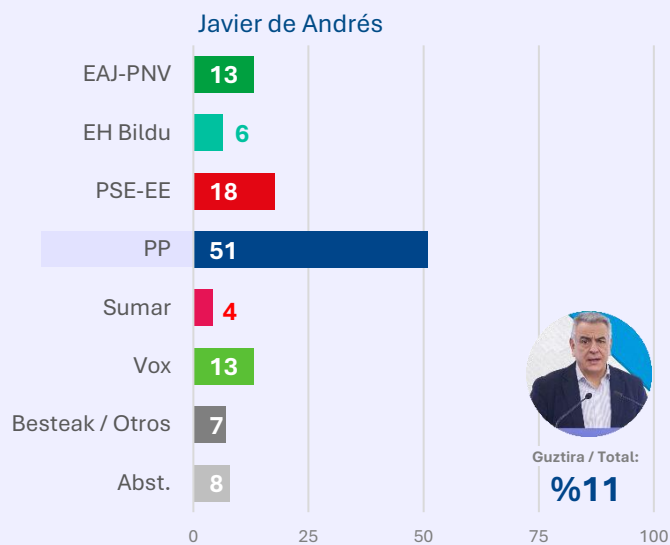 Javier de Andrés
EAJ-PNV 13
EH Bildu 6
PSE-EE 18
PP 51
Sumar 4
Vox 13
Besteak / Otros 7
Abst. 8
Guztira / Total:
%11
0 25 50 75 100